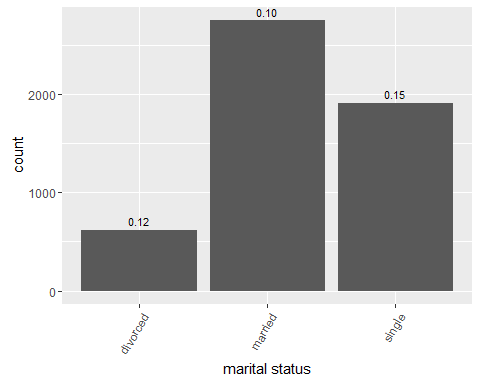 0.10
0.15
0.12
2000
1000
0
count
divorced
married
single
marital status